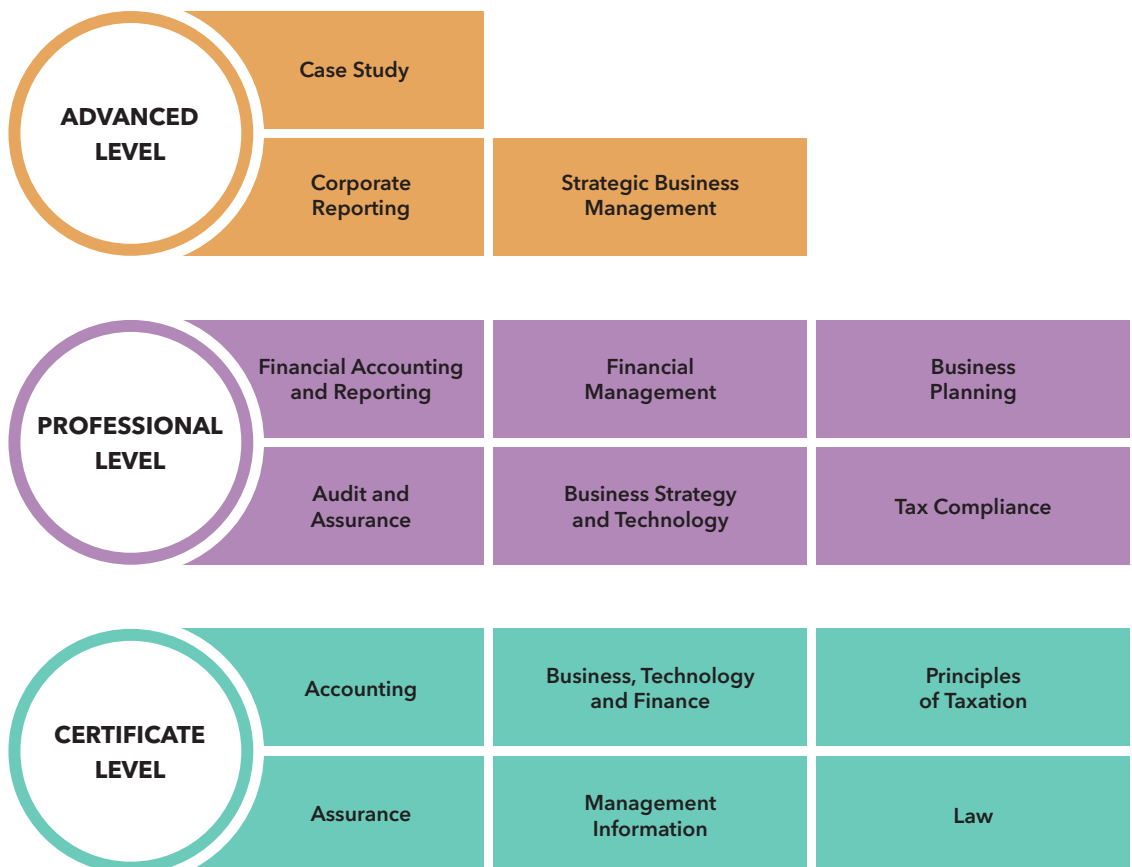 ADVANCED
LEVEL
Case Study
Corporate
Reporting
Strategic Business
Management
PROFESSIONAL
LEVEL
Financial Accounting
and Reporting
Financial
Management
Business
Planning
Audit and
Assurance
Business Strategy
and Technology
Tax Compliance
CERTIFICATE
LEVEL
Accounting
Business, Technology
and Finance
Principles
of Taxation
Assurance
Management
Information
Law